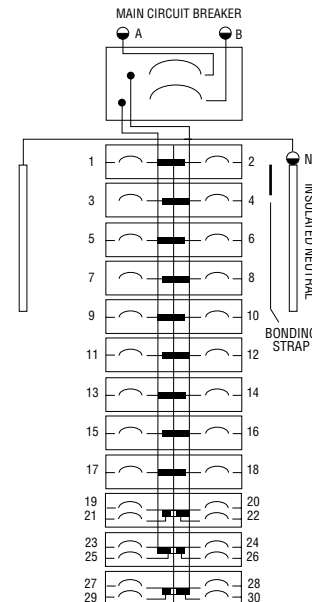 MAIN CIRCUIT BREAKER
A B
N
1 2
3 4
5 6
7 8
9 10
11 12
13 14
15 16
17 18
19 20
21 22
23 24
25 26
27 28
29 30
INSULATED NEUTRAL
BONDING
STRAP